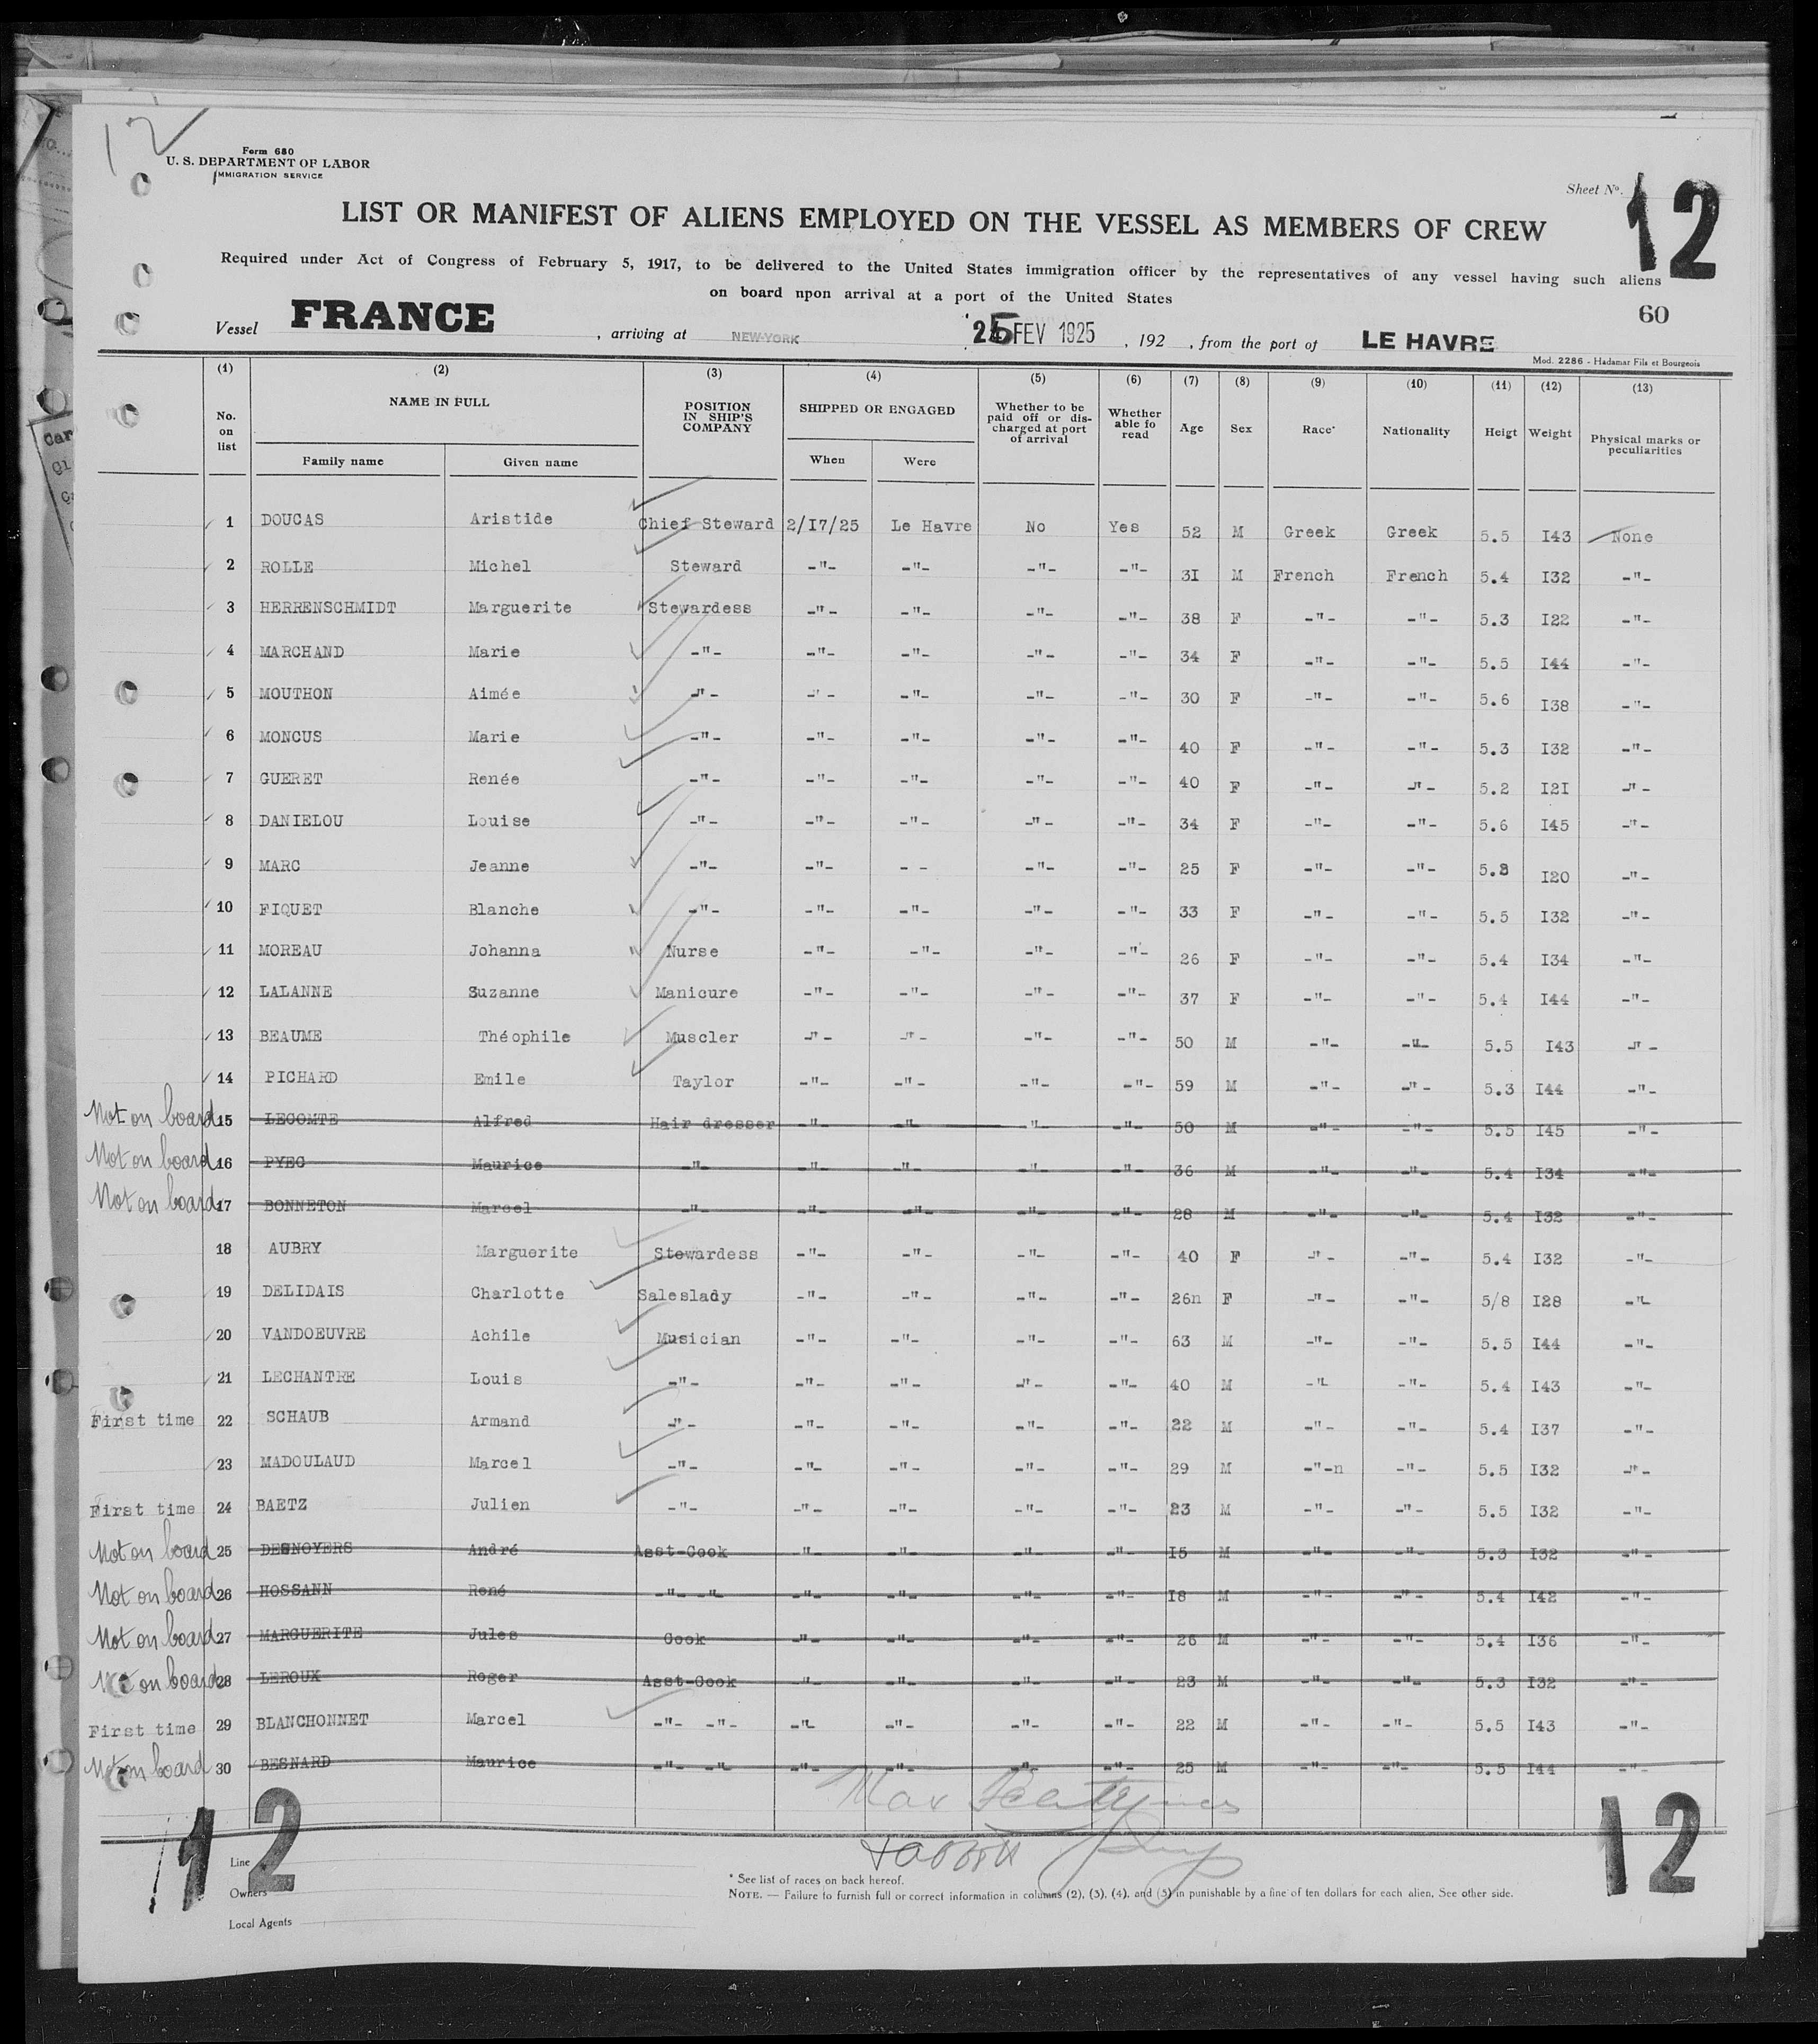 12
Form 680
U. S. DEPARTMENT OF LABOR
IMMIGRATION SERVICE
Sheet No. 12
LIST OR MANIFEST OF ALIENS EMPLOYED ON THE VESSEL AS MEMBERS OF CREW
Required under Act of Congress of February 5, 1917, to be delivered to the United States immigration officer by the representatives of any vessel having such aliens
on board npon arrival at a port of the United States
60
Vessel FRANCE , arriving at NEW-YORK 25 FEV 1925 , 192 , from the port of LE HAVRE
Mod. 2286 - Hadamar Fils et Bourgeois
(1) (2) (3) (4) (5) (6) (7) (8) (9) (10) (11) (12) (13)
No. on list NAME IN FULL POSITION IN SHIP'S COMPANY SHIPPED OR ENGAGED Whether to be paid off or discharged at port of arrival Whether able fo read Age Sex Race* Nationality Heigt Weight Physical marks or peculiarities
Family name Given name When Were
1 DOUCAS Aristide Chief Steward 2/I7/25 Le Havre No Yes 52 M Greek Greek 5.5 I43 None
2 ROLLE Michel Steward -"- -"- -"- -"- 3I M French French 5.4 I32 -"-
3 HERRENSCHMIDT Marguerite Stewardess -"- -"- -"- -"- 38 F -"- -"- 5.3 I22 -"-
4 MARCHAND Marie -"- -"- -"- -"- -"- 34 F -"- -"- 5.5 I44 -"-
5 MOUTHON Aimée -"- -"- -"- -"- -"- 30 F -"- -"- 5.6 I38 -"-
6 MONCUS Marie -"- -"- -"- -"- -"- 40 F -"- -"- 5.3 I32 -"-
7 GUERET Renée -"- -"- -"- -"- -"- 40 F -"- -"- 5.2 I2I -"-
8 DANIELOU Louise -"- -"- -"- -"- -"- 34 F -"- -"- 5.6 I45 -"-
9 MARC Jeanne -"- -"- - - -"- -"- 25 F -"- -"- 5.3 I20 -"-
10 FIQUET Blanche -"- -"- -"- -"- -"- 33 F -"- -"- 5.5 I32 -"-
11 MOREAU Johanna Nurse -"- -"- -"- -"- 26 F -"- -"- 5.4 I34 -"-
12 LALANNE Suzanne Manicure -"- -"- -"- -"- 37 F -"- -"- 5.4 I44 -"-
13 BEAUME Théophile Muscler -"- -"- -"- -"- 50 M -"- -"- 5.5 I43 -"-
14 PICHARD Emile Taylor -"- -"- -"- -"- 59 M -"- -"- 5.3 I44 -"-
Not on board 15 LECOMTE Alfred Hair dresser -"- -"- -"- -"- 50 M -"- -"- 5.5 I45 -"-
Not on board 16 PYEC Maurice -"- -"- -"- -"- -"- 36 M -"- -"- 5.4 I34 -"-
Not on board 17 BONNETON Marcel -"- -"- -"- -"- -"- 28 M -"- -"- 5.4 I32 -"-
18 AUBRY Marguerite Stewardess -"- -"- -"- -"- 40 F -"- -"- 5.4 I32 -"-
19 DELIDAIS Charlotte Saleslady -"- -"- -"- -"- 26n F -"- -"- 5/8 I28 -"-
20 VANDOEUVRE Achile Musician -"- -"- -"- -"- 63 M -"- -"- 5.5 I44 -"-
21 LECHANTRE Louis -"- -"- -"- -"- -"- 40 M -"- -"- 5.4 I43 -"-
First time 22 SCHAUB Armand -"- -"- -"- -"- -"- 22 M -"- -"- 5.4 I37 -"-
23 MADOULAUD Marcel -"- -"- -"- -"- -"- 29 M -"-n -"- 5.5 I32 -"-
First time 24 BAETZ Julien -"- -"- -"- -"- -"- 23 M -"- -"- 5.5 I32 -"-
Not on board 25 DESNOYERS André Asst-Cook -"- -"- -"- -"- I5 M -"- -"- 5.3 I32 -"-
Not on board 26 HOSSANN René -"- -"- -"- -"- -"- -"- I8 M -"- -"- 5.4 I42 -"-
Not on board 27 MARGUERITE Jules Cook -"- -"- -"- -"- 26 M -"- -"- 5.4 I36 -"-
Not on board 28 LEROUX Roger Asst-Cook -"- -"- -"- -"- 23 M -"- -"- 5.3 I32 -"-
First time 29 BLANCHONNET Marcel -"- -"- -"- -"- -"- -"- 22 M -"- -"- 5.5 I43 -"-
Not on board 30 BESNARD Maurice -"- -"- -"- -"- -"- -"- 25 M -"- -"- 5.5 I44 -"-
12 12
Line
Owners
Local Agents
* See list of races on back hereof.
NOTE. — Failure to furnish full or correct information in columns (2), (3), (4), and (5) in punishable by a fine of ten dollars for each alien. See other side.